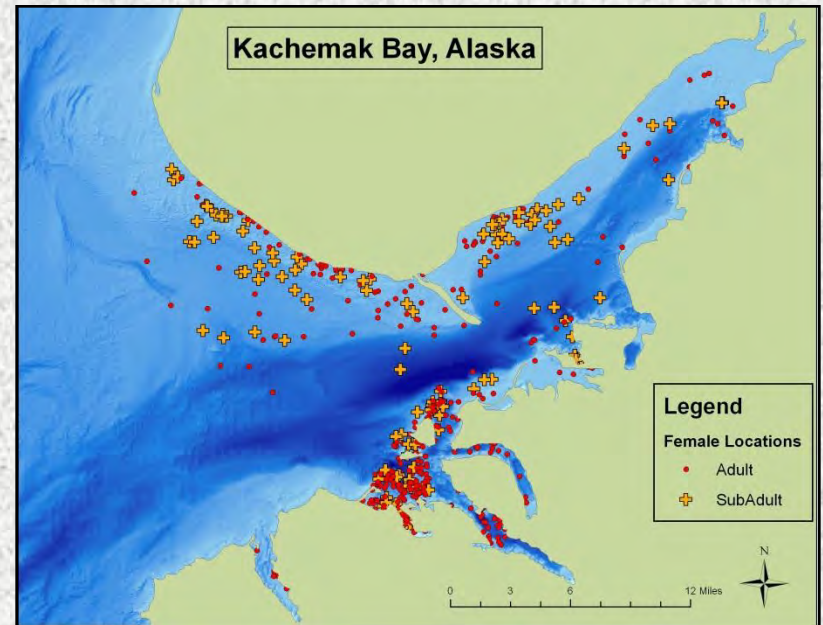 Kachemak Bay, Alaska
Legend
Female Locations
Adult
SubAdult
N
0 3 6 12 Miles